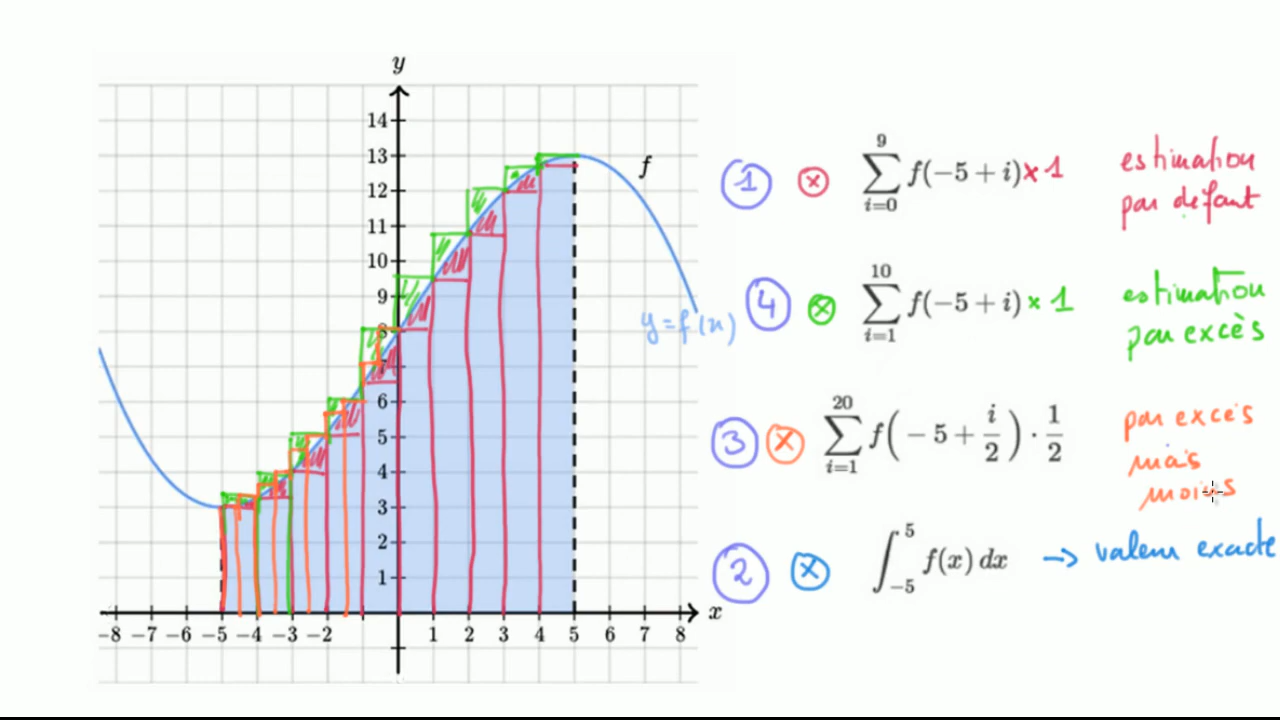 y
14
13
12
11
10
9
8
7
6
5
4
3
2
1
−8 −7 −6 −5 −4 −3 −2 1 2 3 4 5 6 7 8
x
f
y=f(x)
1 ⊗ ∑_{i=0}^{9} f(−5 + i)×1 estimation
par défaut
4 ⊗ ∑_{i=1}^{10} f(−5 + i)×1 estimation
par excès
3 ⊗ ∑_{i=1}^{20} f(−5 + i/2) · 1/2 par excès
mais
moins
2 ⊗ ∫_{−5}^{5} f(x) dx → valeur exacte